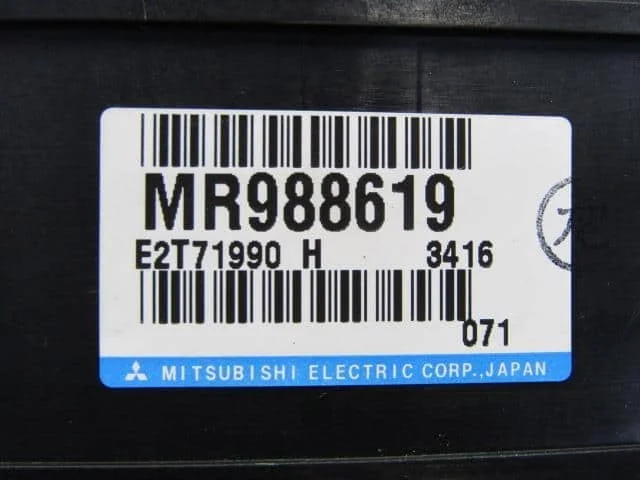 MR988619
E2T71990 H 3416
071
MITSUBISHI ELECTRIC CORP.,JAPAN